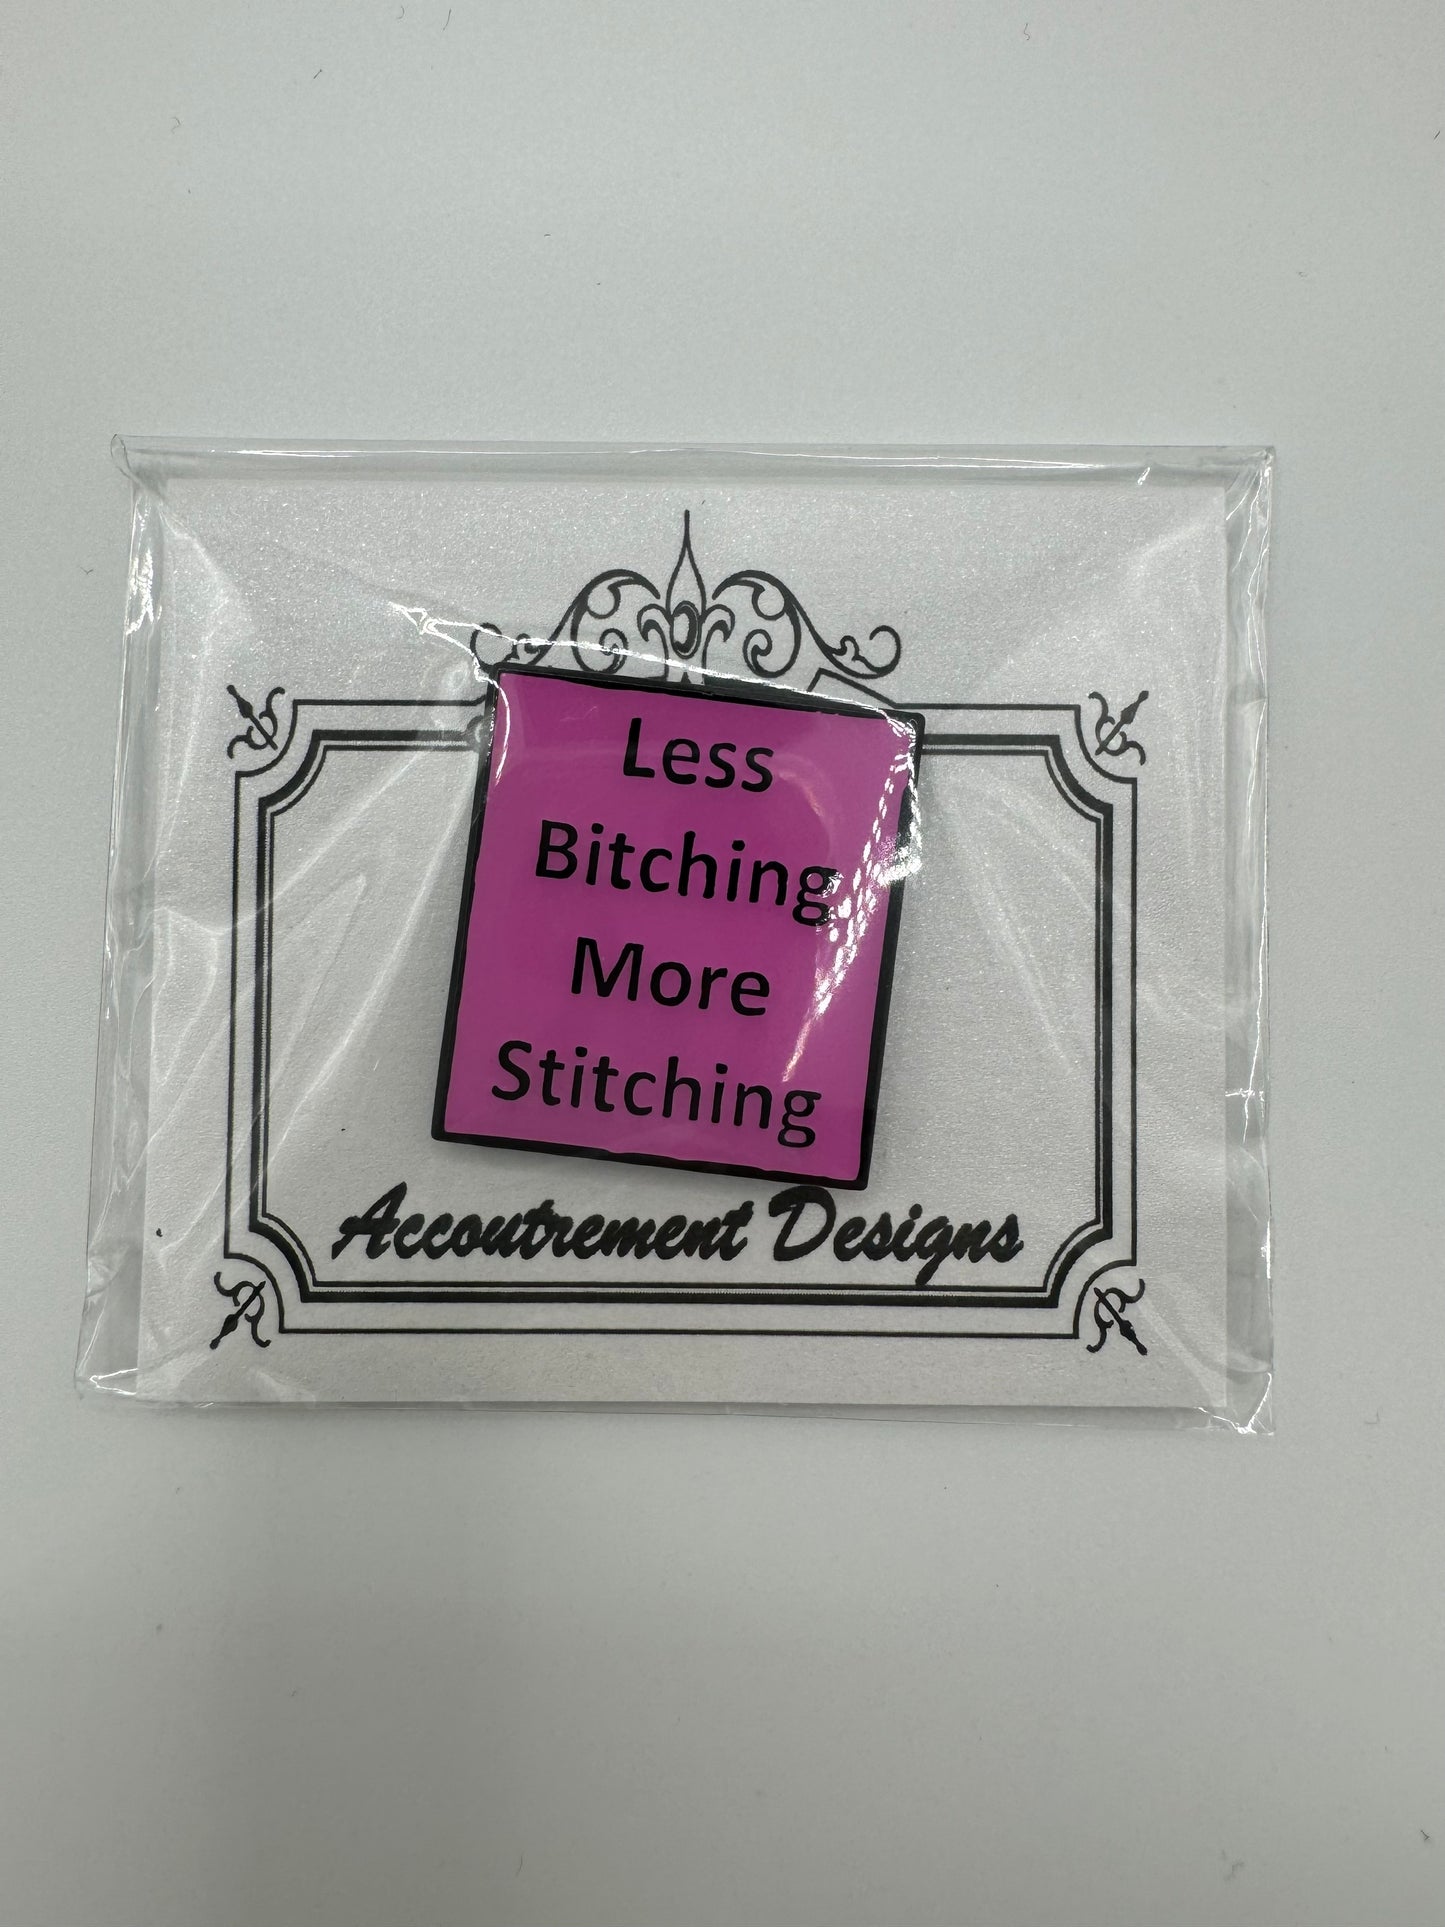 Less
Bitching
More
Stitching
Accoutrement Designs